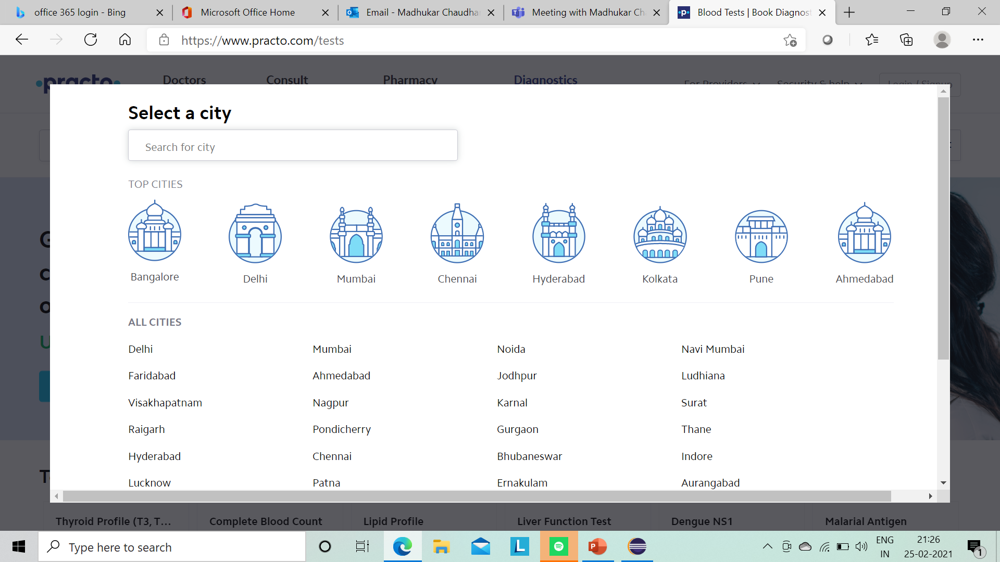 office 365 login - Bing
Microsoft Office Home
Email - Madhukar Chaudha
Meeting with Madhukar Ch
Blood Tests | Book Diagnost
https://www.practo.com/tests
practo
Doctors
Consult
Pharmacy
Diagnostics
For Providers
Security & help
Login / Signup
Select a city
Search for city
TOP CITIES
Bangalore
Delhi
Mumbai
Chennai
Hyderabad
Kolkata
Pune
Ahmedabad
ALL CITIES
Delhi Mumbai Noida Navi Mumbai
Faridabad Ahmedabad Jodhpur Ludhiana
Visakhapatnam Nagpur Karnal Surat
Raigarh Pondicherry Gurgaon Thane
Hyderabad Chennai Bhubaneswar Indore
Lucknow Patna Ernakulam Aurangabad
Thyroid Profile (T3, T...
Complete Blood Count
Lipid Profile
Liver Function Test
Dengue NS1
Malarial Antigen
Type here to search
ENG
IN
21:26
25-02-2021
1